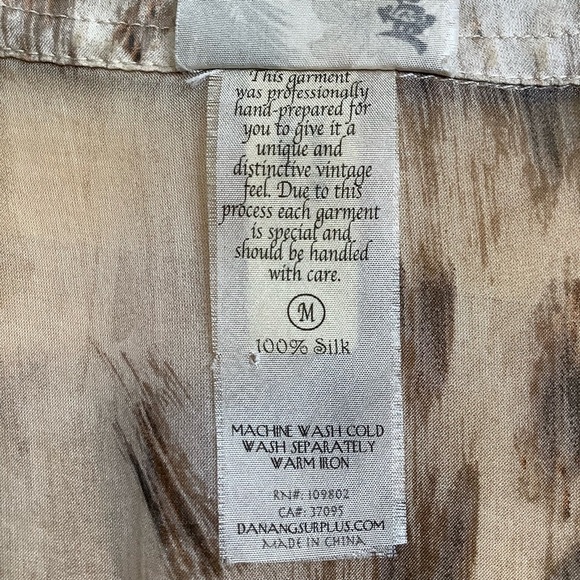 This garment
was professionally
hand-prepared for
you to give it a
unique and
distinctive vintage
feel. Due to this
process each garment
is special and
should be handled
with care.
M
100% Silk
MACHINE WASH COLD
WASH SEPARATELY
WARM IRON
RN#: 109802
CA#: 37095
DANANGSURPLUS.COM
MADE IN CHINA